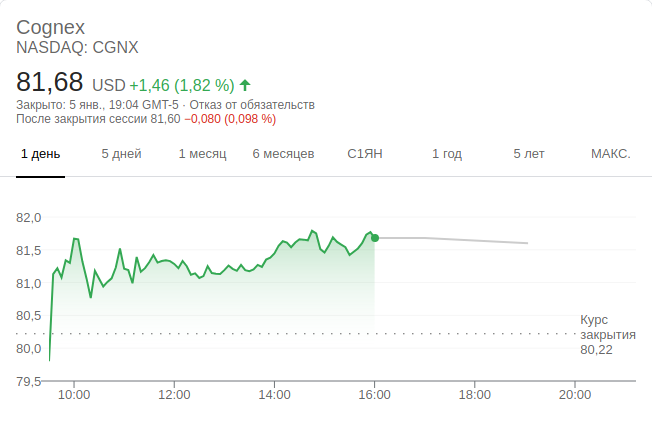 Cognex
NASDAQ: CGNX
81,68 USD +1,46 (1,82 %)
Закрыто: 5 янв., 19:04 GMT-5 · Отказ от обязательств
После закрытия сессии 81,60 −0,080 (0,098 %)
1 день 5 дней 1 месяц 6 месяцев С1ЯН 1 год 5 лет МАКС.
82,0
81,5
81,0
80,5
80,0
79,5
Курс
закрытия
80,22
10:00 12:00 14:00 16:00 18:00 20:00